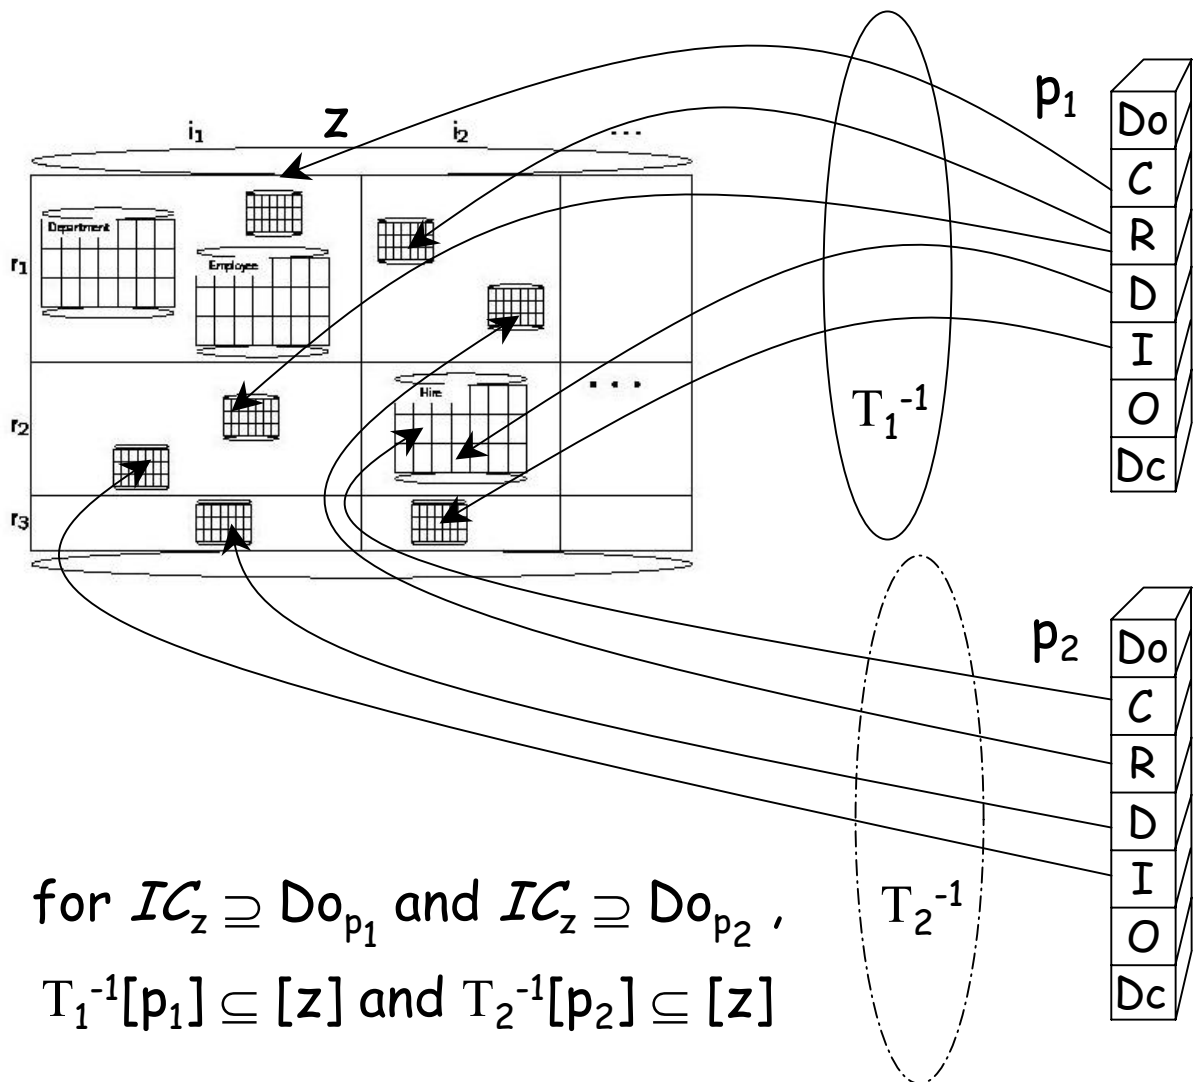 p₁
Do
C
R
D
I
O
Dc
z
i₁ i₂ ...
Department
Employee
r₁
Hire
...
r₂
r₃
T₁⁻¹
p₂
Do
C
R
D
I
O
Dc
T₂⁻¹
for ICz ⊇ Doₚ₁ and ICz ⊇ Doₚ₂ ,
T₁⁻¹[p₁] ⊆ [z] and T₂⁻¹[p₂] ⊆ [z]